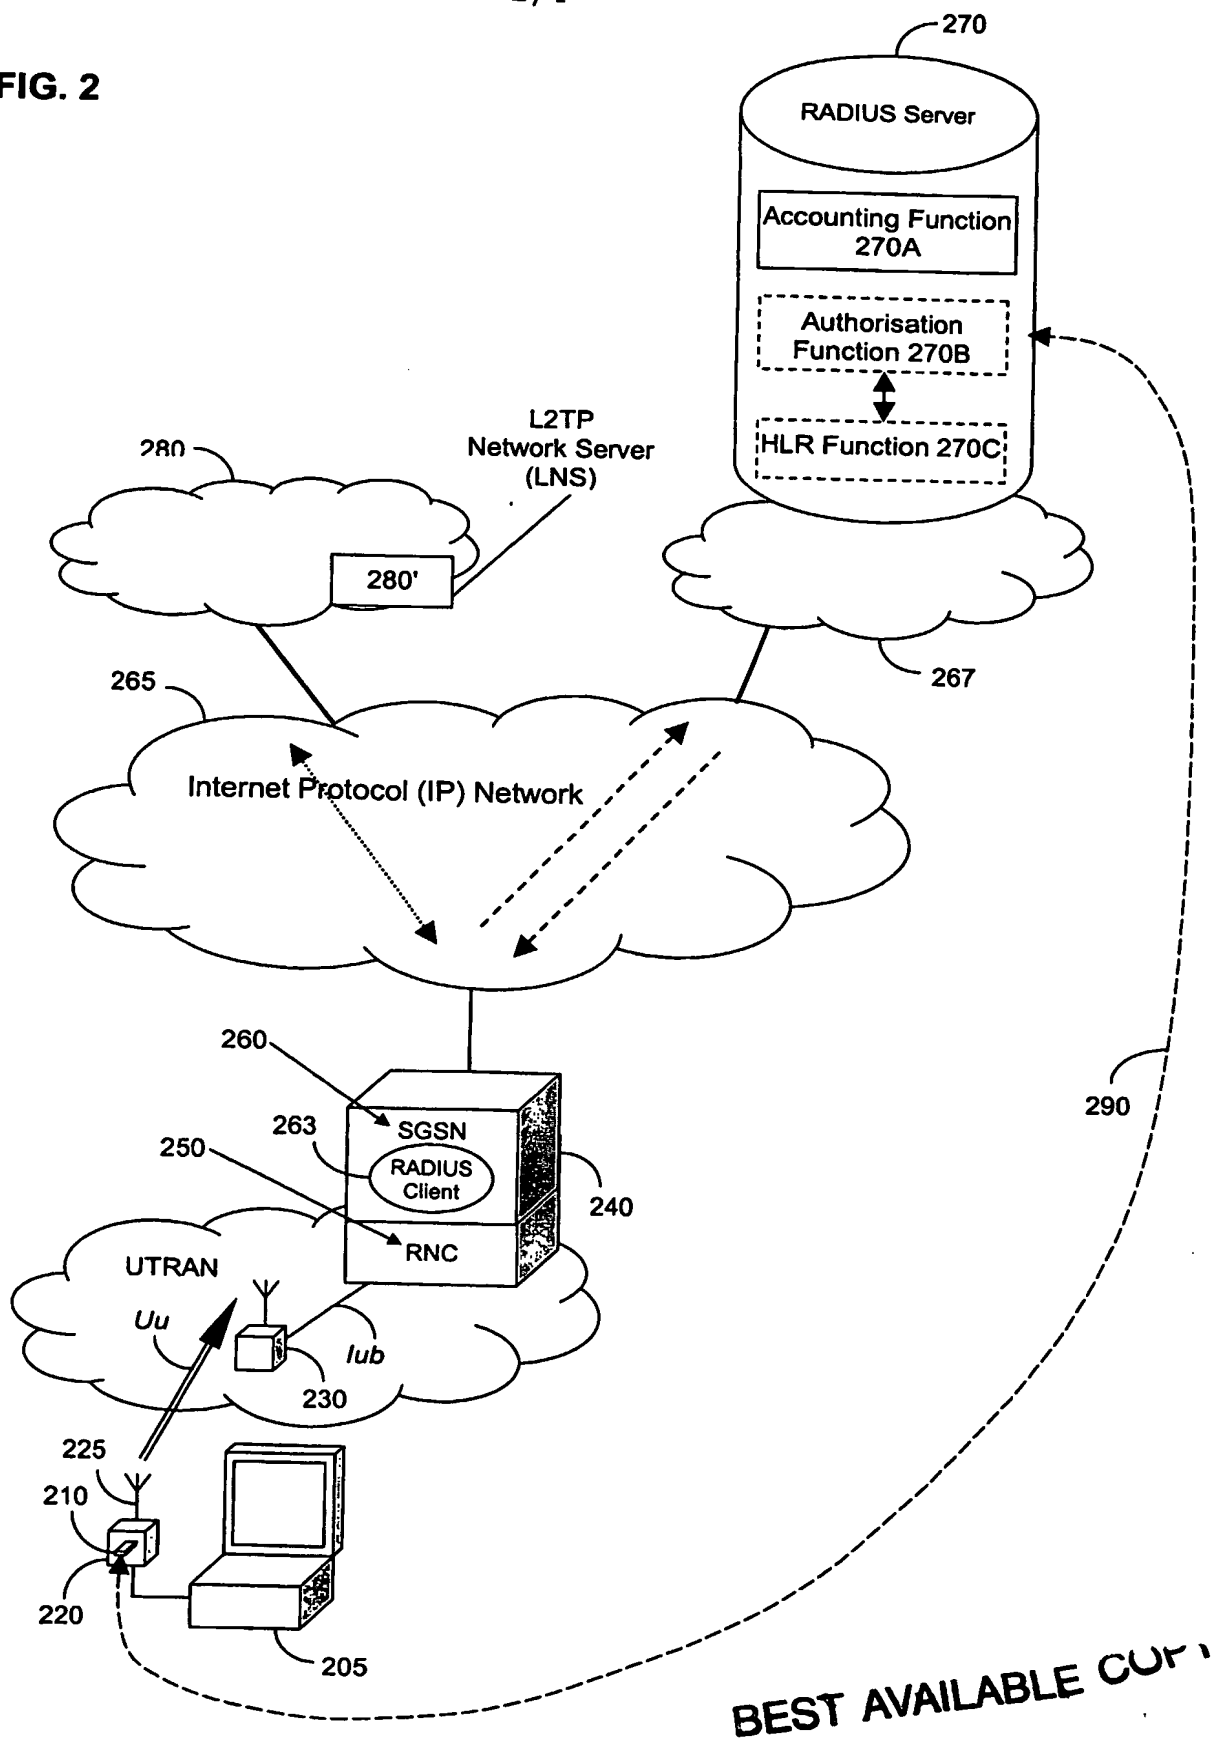 270
FIG. 2
RADIUS Server
Accounting Function
270A
Authorisation
Function 270B
HLR Function 270C
L2TP
Network Server
(LNS)
280
280'
267
265
Internet Protocol (IP) Network
260
SGSN
263
250
RADIUS
Client
240
290
RNC
UTRAN
Uu
Iub
230
225
210
220
205
BEST AVAILABLE COPY